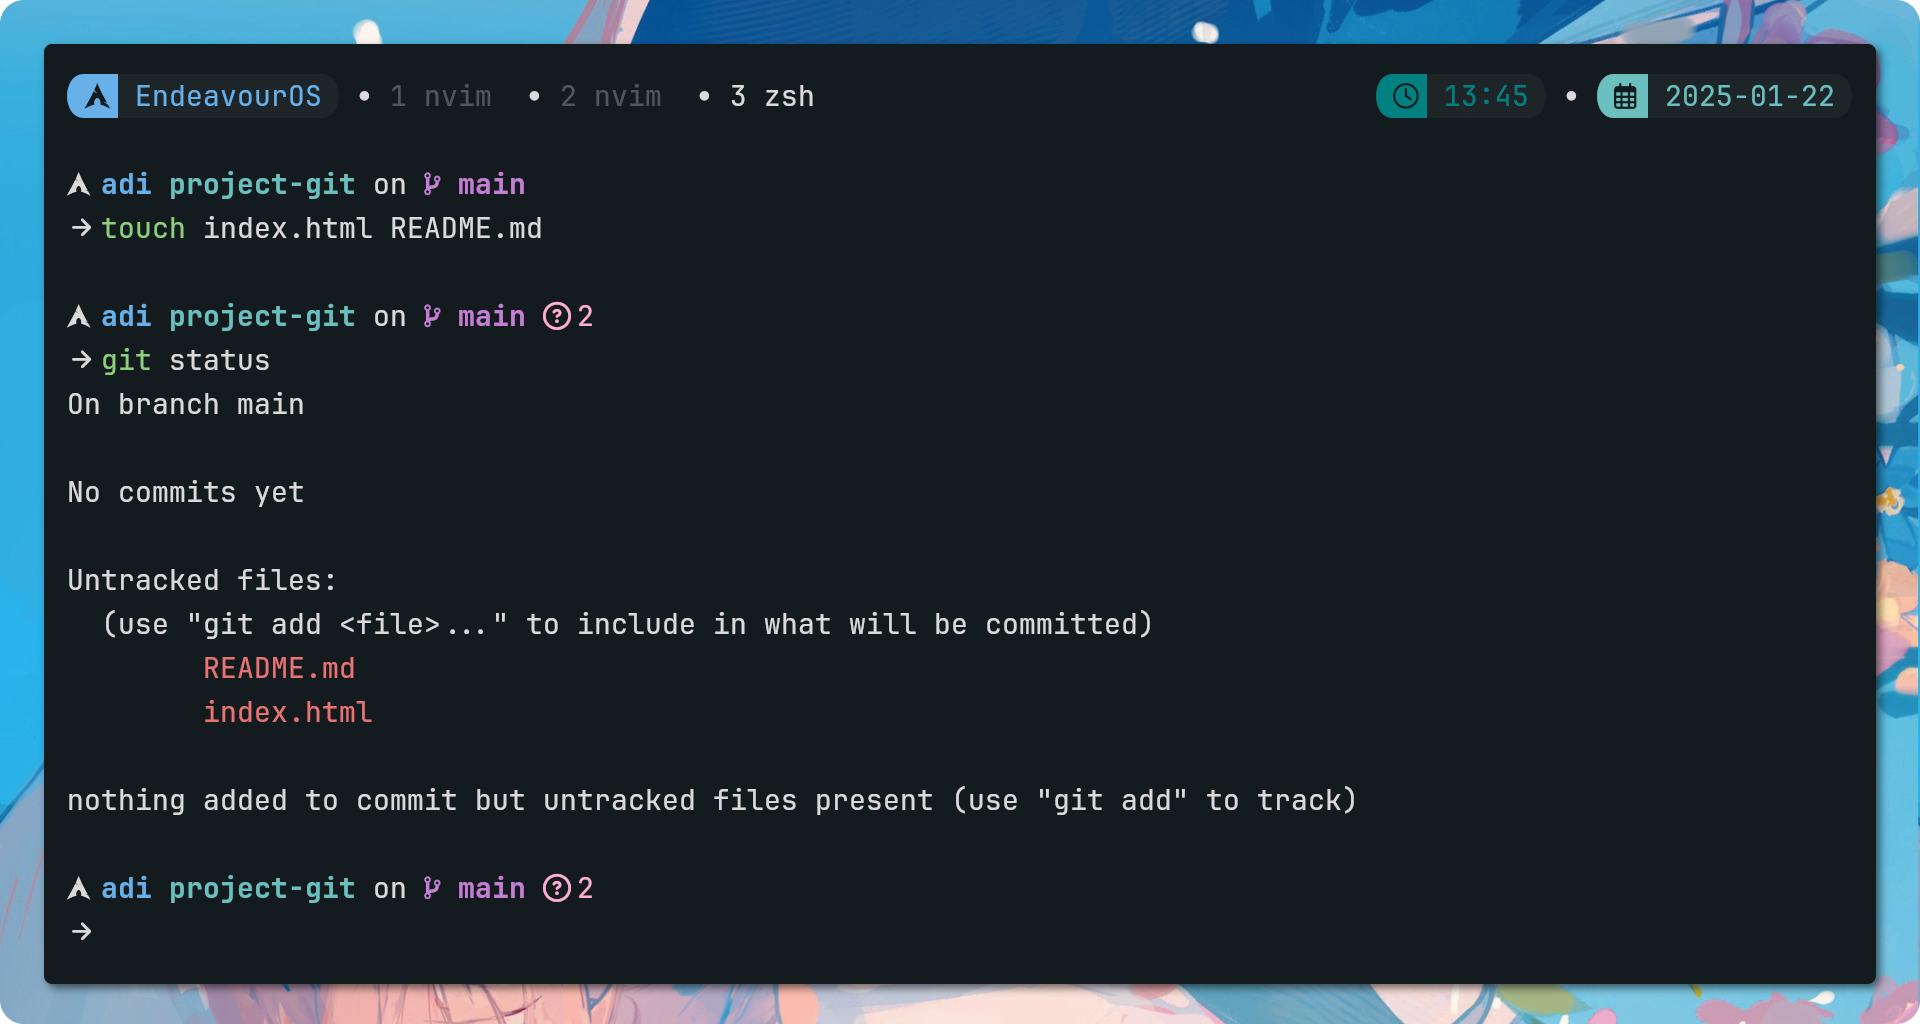 EndeavourOS • 1 nvim • 2 nvim • 3 zsh 13:45 • 2025-01-22
adi project-git on main
→ touch index.html README.md
adi project-git on main ? 2
→ git status
On branch main
No commits yet
Untracked files:
(use "git add <file>..." to include in what will be committed)
README.md
index.html
nothing added to commit but untracked files present (use "git add" to track)
adi project-git on main ? 2
→